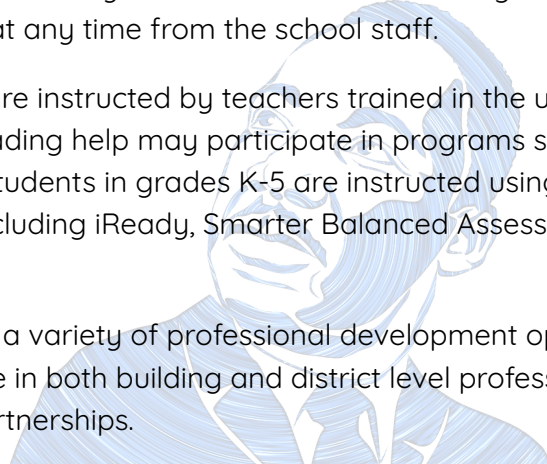 at any time from the school staff.
re instructed by teachers trained in the u
ding help may participate in programs s
tudents in grades K-5 are instructed using
cluding iReady, Smarter Balanced Assess
a variety of professional development op
e in both building and district level profess
rtnerships.